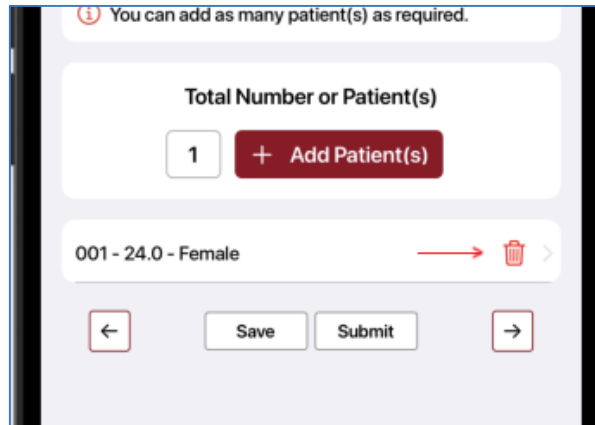 You can add as many patient(s) as required.
Total Number or Patient(s)
1
+ Add Patient(s)
001 - 24.0 - Female
Save
Submit